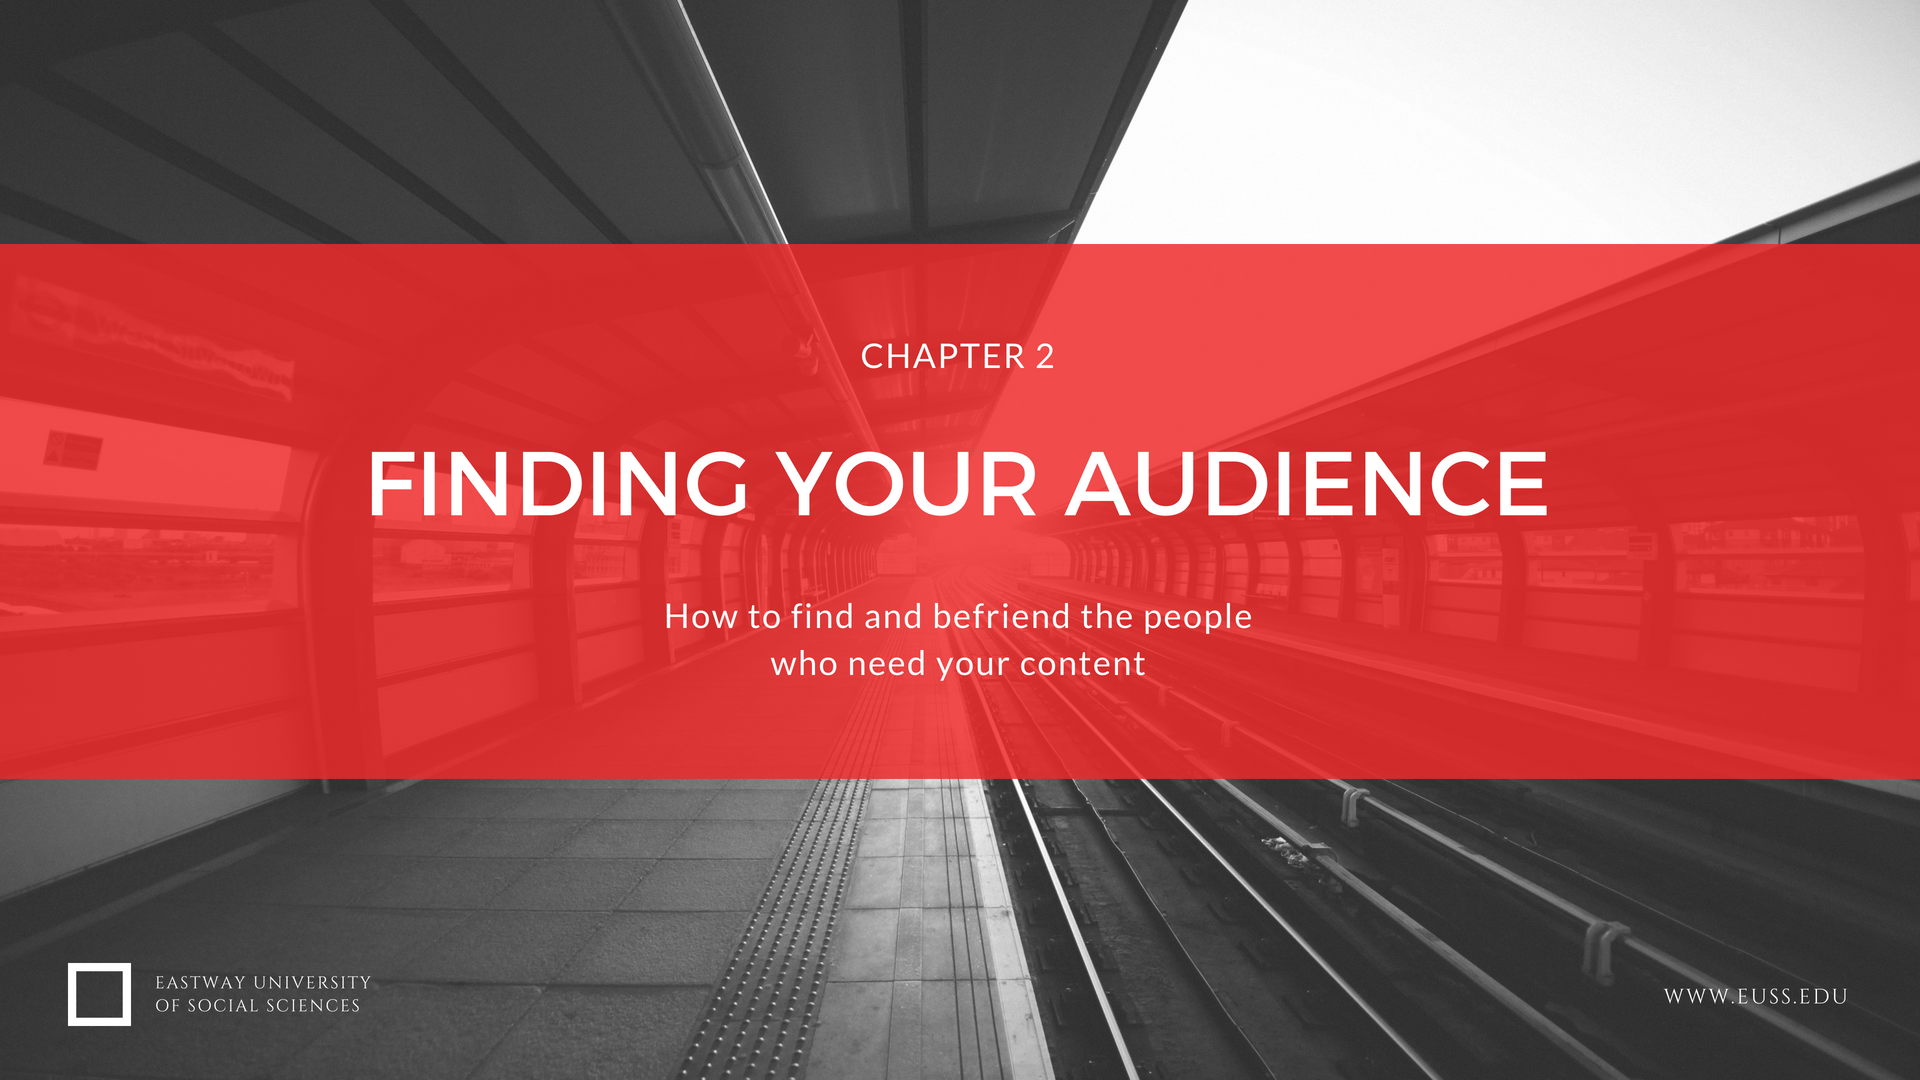 CHAPTER 2
FINDING YOUR AUDIENCE
How to find and befriend the people
who need your content
EASTWAY UNIVERSITY
OF SOCIAL SCIENCES
WWW.EUSS.EDU